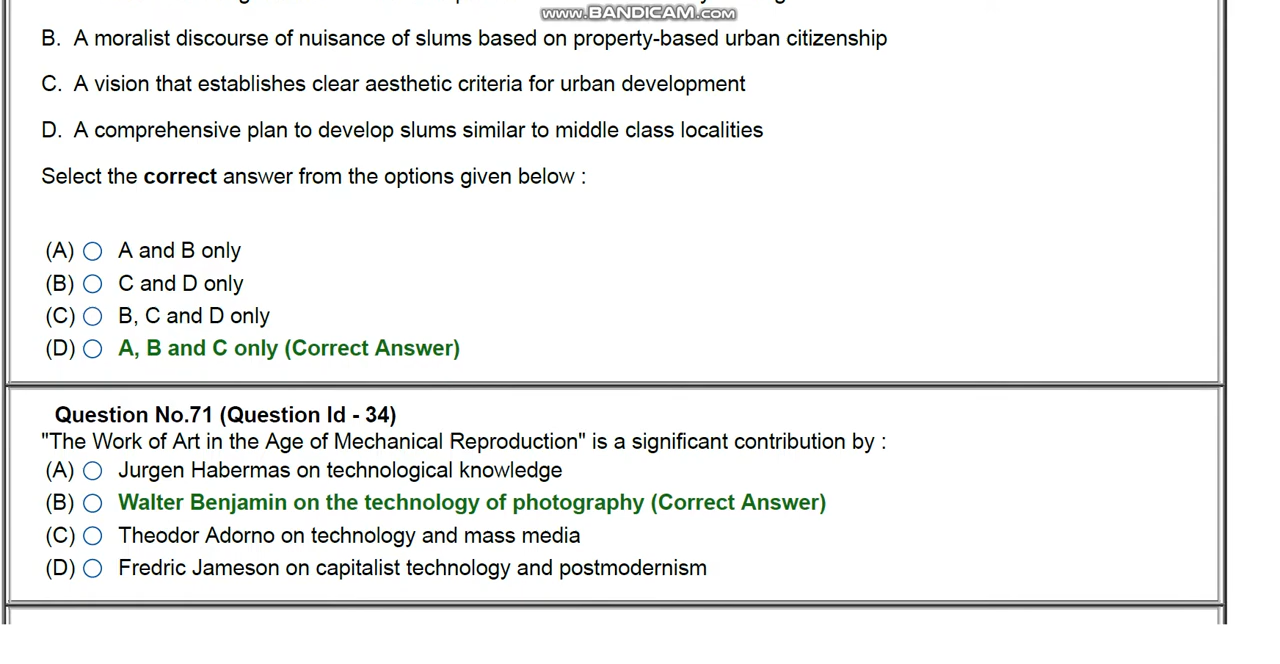 www.BANDICAM.com
B. A moralist discourse of nuisance of slums based on property-based urban citizenship
C. A vision that establishes clear aesthetic criteria for urban development
D. A comprehensive plan to develop slums similar to middle class localities
Select the correct answer from the options given below :
(A) A and B only
(B) C and D only
(C) B, C and D only
(D) A, B and C only (Correct Answer)
Question No.71 (Question Id - 34)
"The Work of Art in the Age of Mechanical Reproduction" is a significant contribution by :
(A) Jurgen Habermas on technological knowledge
(B) Walter Benjamin on the technology of photography (Correct Answer)
(C) Theodor Adorno on technology and mass media
(D) Fredric Jameson on capitalist technology and postmodernism